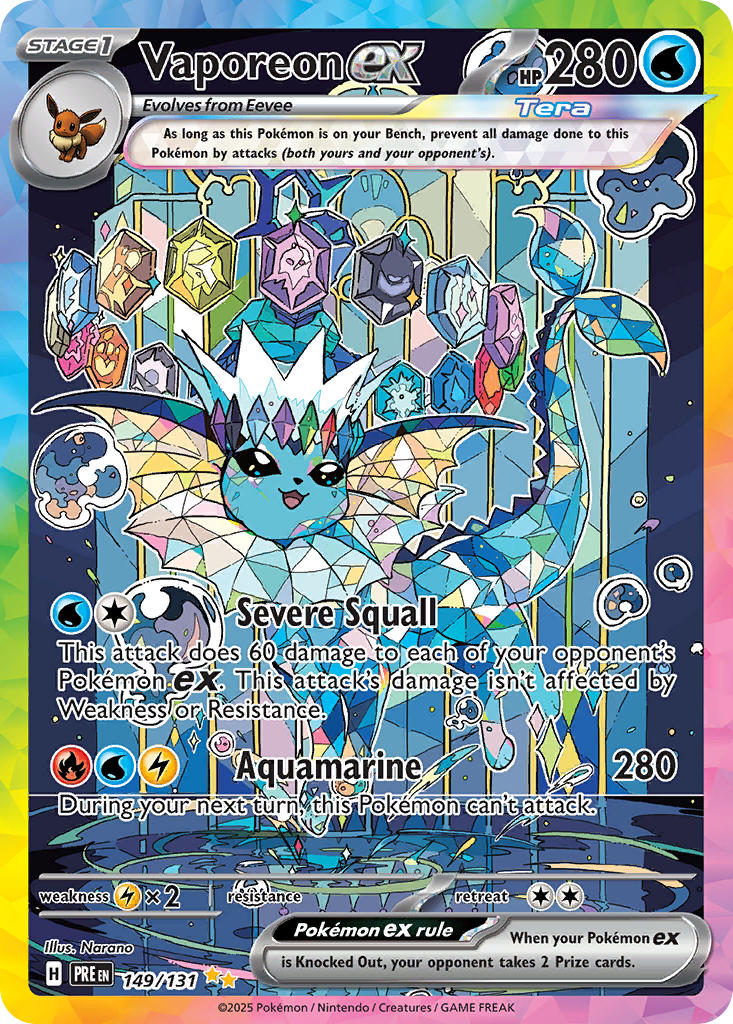 STAGE1
Vaporeon ex
HP 280
Evolves from Eevee
Tera
As long as this Pokémon is on your Bench, prevent all damage done to this
Pokémon by attacks (both yours and your opponent's).
Severe Squall
This attack does 60 damage to each of your opponent's
Pokémon ex. This attack's damage isn't affected by
Weakness or Resistance.
Aquamarine 280
During your next turn, this Pokémon can't attack.
weakness ×2 resistance retreat
Illus. Narano
Pokémon ex rule
When your Pokémon ex
is Knocked Out, your opponent takes 2 Prize cards.
H PRE EN 149/131
©2025 Pokémon / Nintendo / Creatures / GAME FREAK